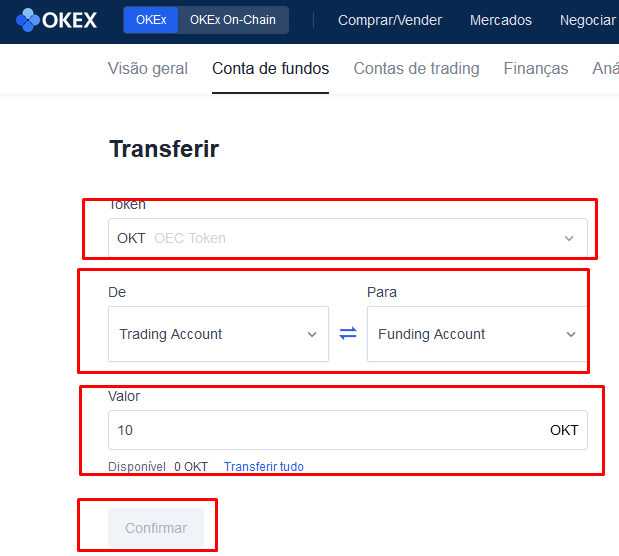 OKEX OKEx OKEx On-Chain Comprar/Vender Mercados Negociar
Visão geral Conta de fundos Contas de trading Finanças Aná
Transferir
Token
OKT OEC Token
De Para
Trading Account Funding Account
Valor
10 OKT
Disponível 0 OKT Transferir tudo
Confirmar